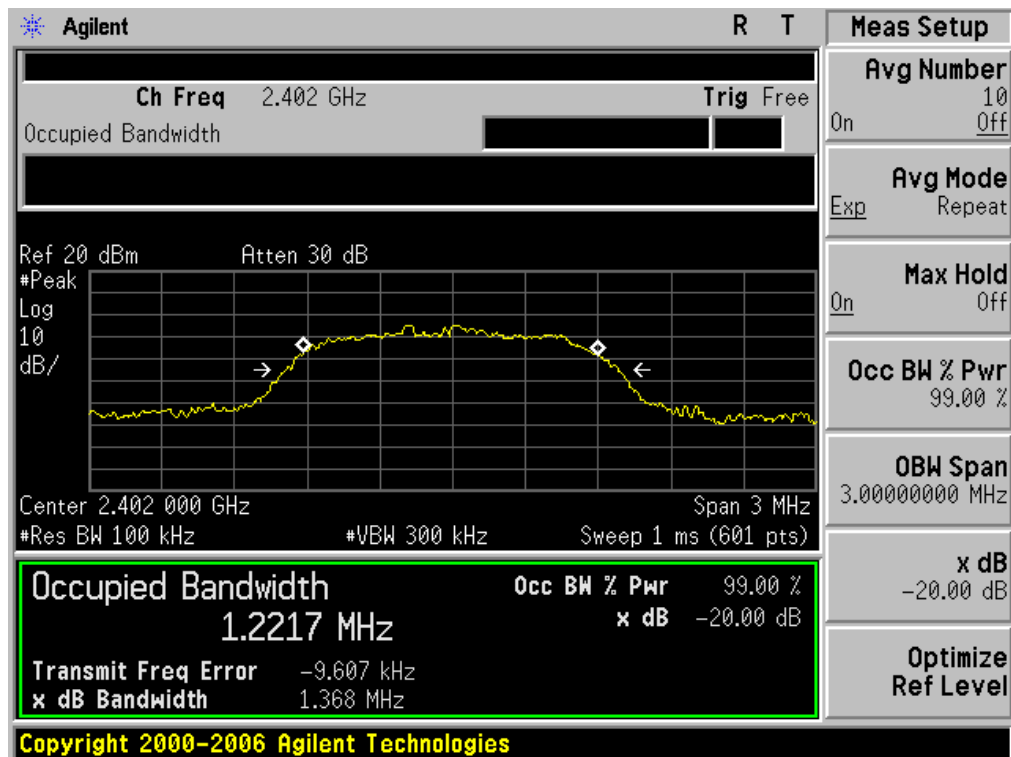 Agilent R T
Ch Freq 2.402 GHz Trig Free
Occupied Bandwidth
Ref 20 dBm Atten 30 dB
#Peak
Log
10
dB/
Center 2.402 000 GHz Span 3 MHz
#Res BW 100 kHz #VBW 300 kHz Sweep 1 ms (601 pts)
Occupied Bandwidth
1.2217 MHz
Occ BW % Pwr 99.00 %
x dB -20.00 dB
Transmit Freq Error -9.607 kHz
x dB Bandwidth 1.368 MHz
Copyright 2000-2006 Agilent Technologies
Meas Setup
Avg Number
10
On Off
Avg Mode
Exp Repeat
Max Hold
On Off
Occ BW % Pwr
99.00 %
OBW Span
3.00000000 MHz
x dB
-20.00 dB
Optimize
Ref Level